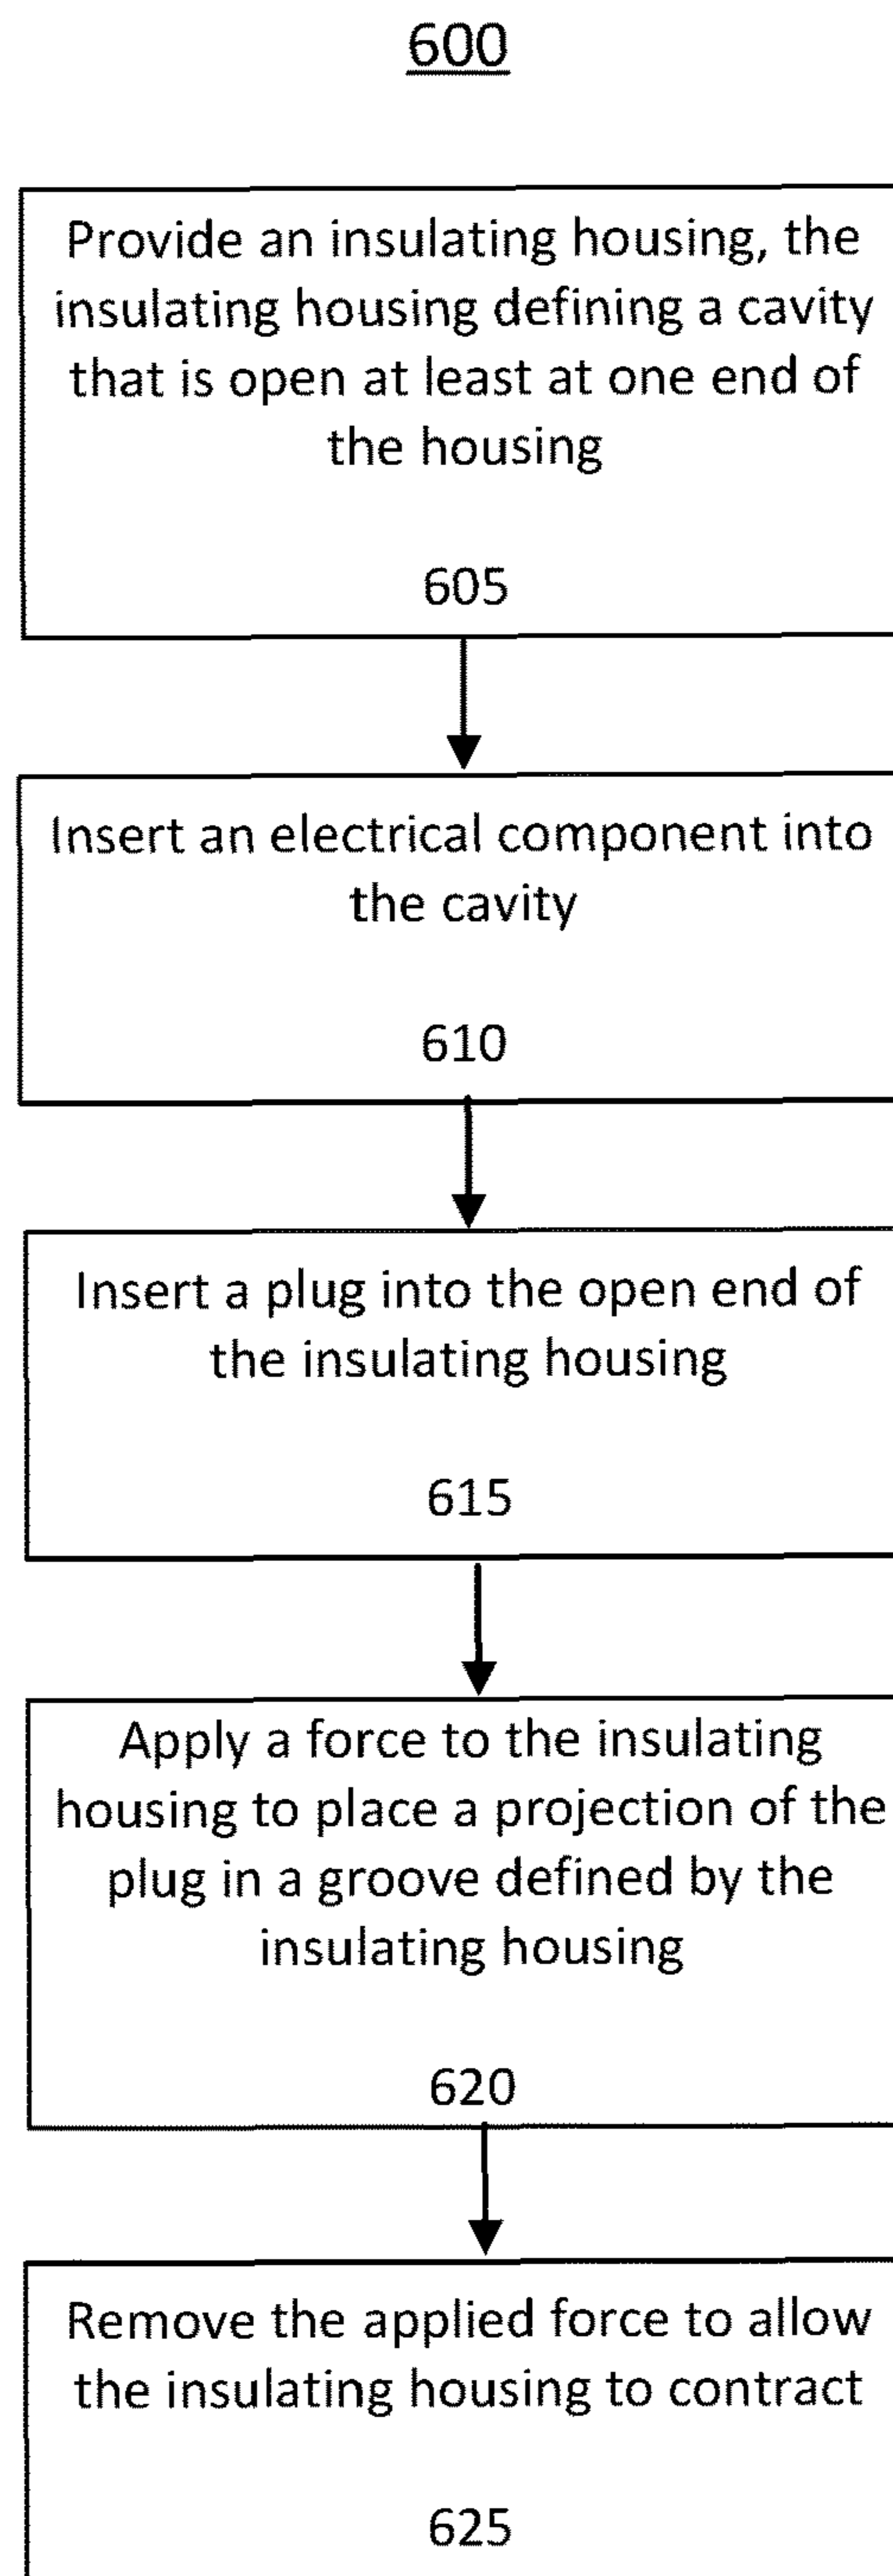 600
Provide an insulating housing, the
insulating housing defining a cavity
that is open at least at one end of
the housing
605
Insert an electrical component into
the cavity
610
Insert a plug into the open end of
the insulating housing
615
Apply a force to the insulating
housing to place a projection of the
plug in a groove defined by the
insulating housing
620
Remove the applied force to allow
the insulating housing to contract
625